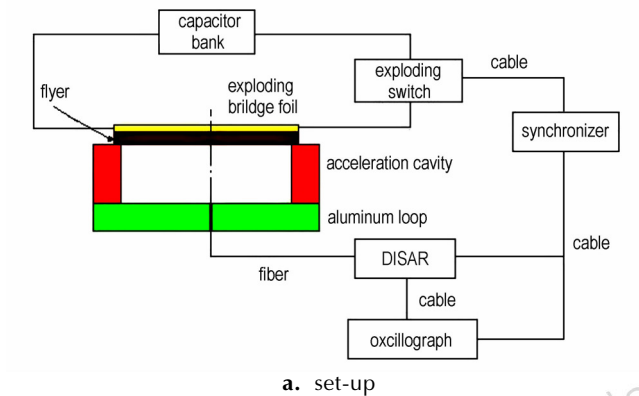 capacitor
bank
exploding
switch
cable
flyer
exploding
brildge foil
synchronizer
acceleration cavity
aluminum loop
cable
DISAR
fiber
cable
oxcillograph
a. set-up